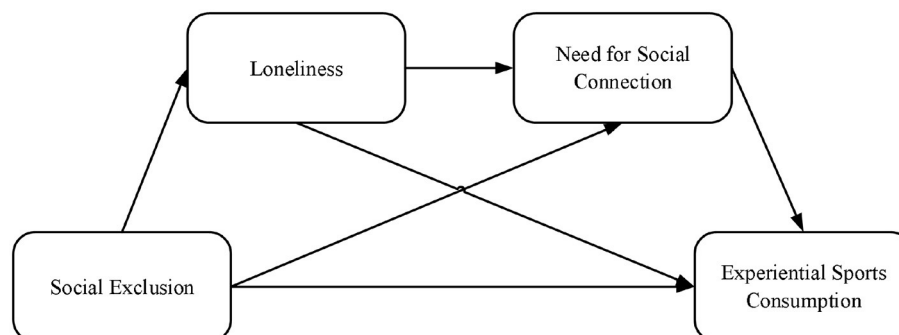 Loneliness
Need for Social
Connection
Social Exclusion
Experiential Sports
Consumption